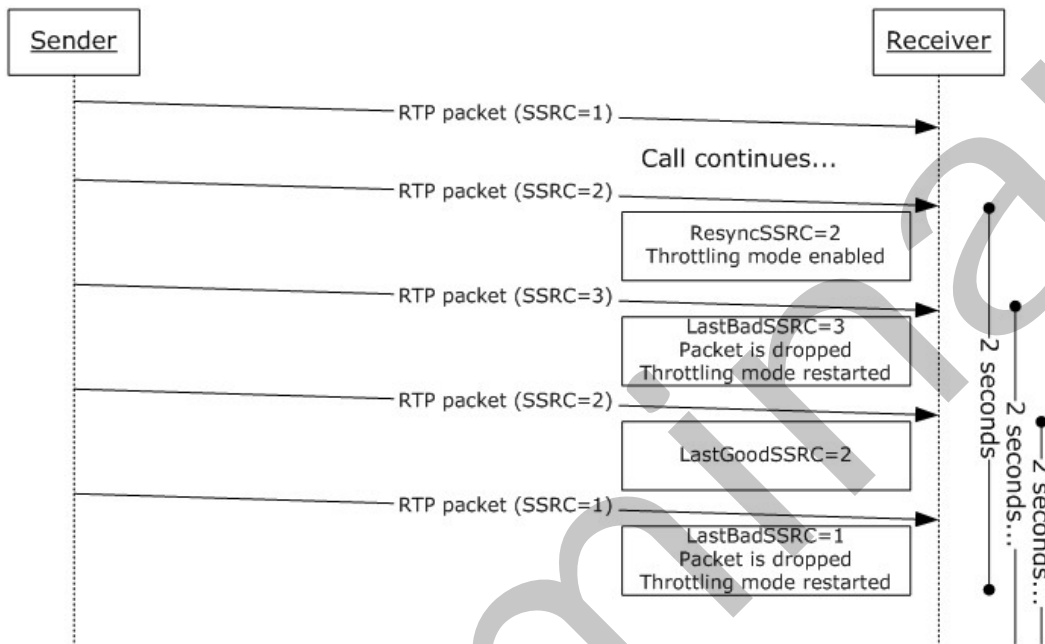 Sender
Receiver
RTP packet (SSRC=1)
Call continues...
RTP packet (SSRC=2)
ResyncSSRC=2
Throttling mode enabled
RTP packet (SSRC=3)
LastBadSSRC=3
Packet is dropped
Throttling mode restarted
RTP packet (SSRC=2)
LastGoodSSRC=2
RTP packet (SSRC=1)
LastBadSSRC=1
Packet is dropped
Throttling mode restarted
2 seconds
2 seconds....
2 seconds....
mina